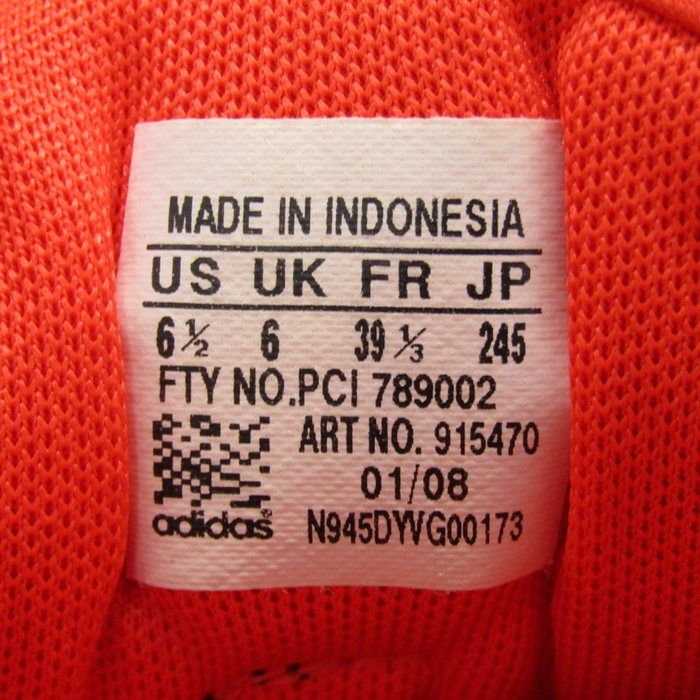 MADE IN INDONESIA
US UK FR JP
6 ½ 6 39 ⅓ 245
FTY NO.PCI 789002
ART NO. 915470
01/08
adidas N945DYVG00173